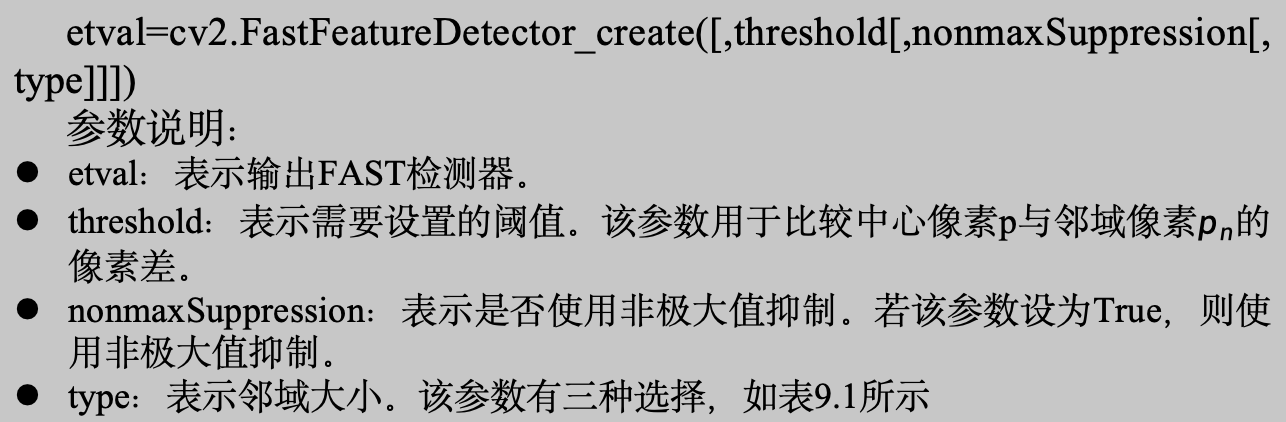 etval=cv2.FastFeatureDetector_create([,threshold[,nonmaxSuppression[,
type]]])
参数说明：
● etval：表示输出FAST检测器。
● threshold：表示需要设置的阈值。该参数用于比较中心像素p与邻域像素pₙ的
像素差。
● nonmaxSuppression：表示是否使用非极大值抑制。若该参数设为True，则使
用非极大值抑制。
● type：表示邻域大小。该参数有三种选择，如表9.1所示